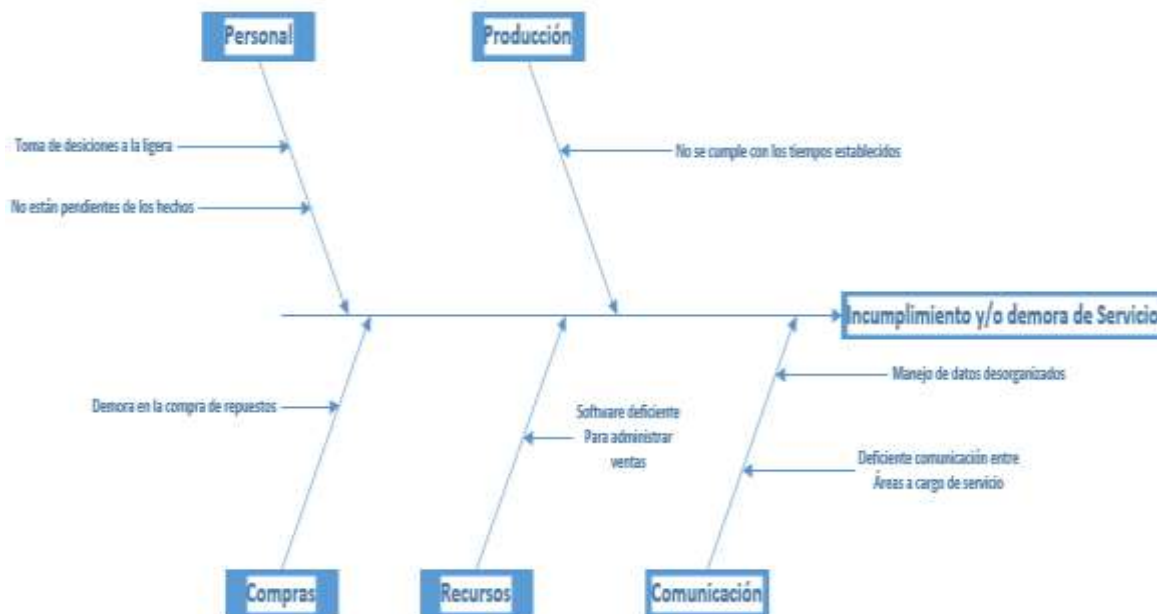 Personal
Producción
Toma de desiciones a la ligera
No se cumple con los tiempos establecidos
No están pendientes de los hechos
Incumplimiento y/o demora de Servicio
Manejo de datos desorganizados
Demora en la compra de repuestos
Software deficiente
Para administrar
ventas
Deficiente comunicación entre
Áreas a cargo de servicio
Compras
Recursos
Comunicación